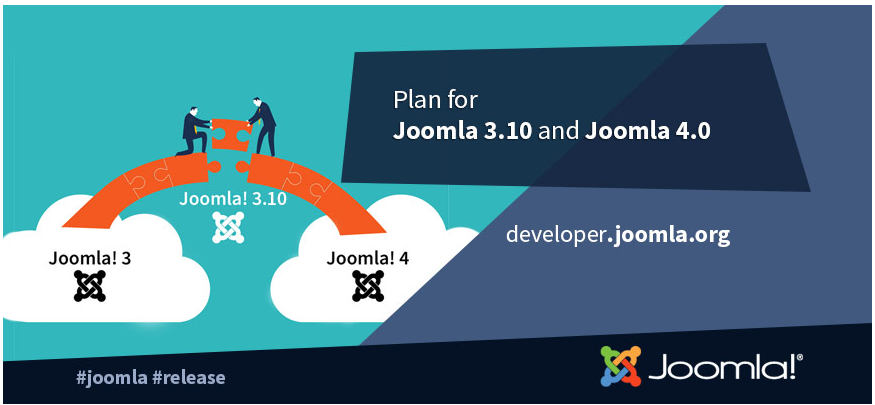 Plan for
Joomla 3.10 and Joomla 4.0
Joomla! 3.10
Joomla! 3
Joomla! 4
developer.joomla.org
#joomla #release
Joomla!®